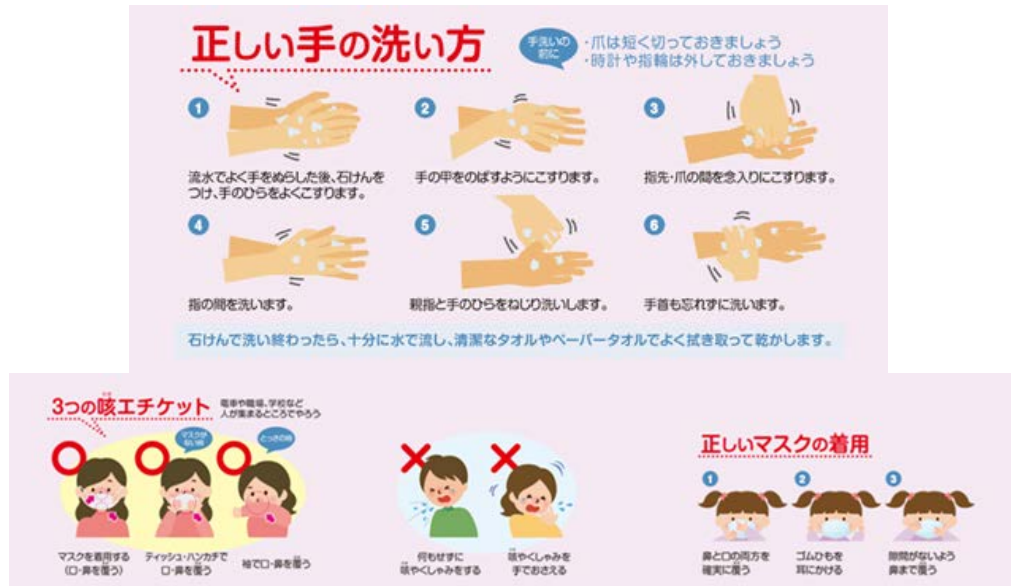 正しい手の洗い方
手洗いの
前に
・爪は短く切っておきましょう
・時計や指輪は外しておきましょう
1
流水でよく手をぬらした後、石けんを
つけ、手のひらをよくこすります。
2
手の甲をのばすようにこすります。
3
指先・爪の間を念入りにこすります。
4
指の間を洗います。
5
親指と手のひらをねじり洗いします。
6
手首も忘れずに洗います。
石けんで洗い終わったら、十分に水で流し、清潔なタオルやペーパータオルでよく拭き取って乾かします。
3つの咳エチケット
電車や職場、学校など
人が集まるところでやろう
マスクが
ない時
とっさの時
マスクを着用する
(口・鼻を覆う)
ティッシュ・ハンカチで
口・鼻を覆う
袖で口・鼻を覆う
何もせずに
咳やくしゃみをする
咳やくしゃみを
手でおさえる
正しいマスクの着用
1
鼻と口の両方を
確実に覆う
2
ゴムひもを
耳にかける
3
隙間がないよう
鼻まで覆う